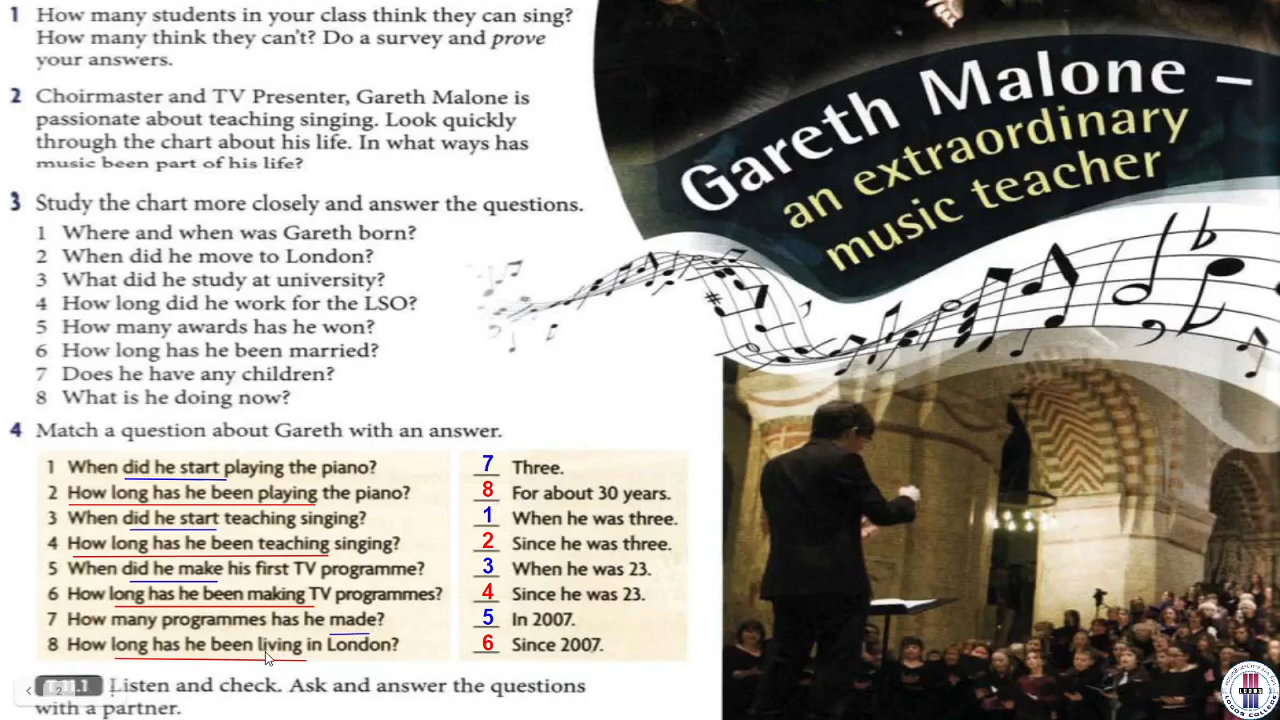 1 How many students in your class think they can sing?
How many think they can't? Do a survey and prove
your answers.
2 Choirmaster and TV Presenter, Gareth Malone is
passionate about teaching singing. Look quickly
through the chart about his life. In what ways has
music been part of his life?
3 Study the chart more closely and answer the questions.
1 Where and when was Gareth born?
2 When did he move to London?
3 What did he study at university?
4 How long did he work for the LSO?
5 How many awards has he won?
6 How long has he been married?
7 Does he have any children?
8 What is he doing now?
4 Match a question about Gareth with an answer.
1 When did he start playing the piano?
2 How long has he been playing the piano?
3 When did he start teaching singing?
4 How long has he been teaching singing?
5 When did he make his first TV programme?
6 How long has he been making TV programmes?
7 How many programmes has he made?
8 How long has he been living in London?
7 Three.
8 For about 30 years.
1 When he was three.
2 Since he was three.
3 When he was 23.
4 Since he was 23.
5 In 2007.
6 Since 2007.
2
Listen and check. Ask and answer the questions
with a partner.
Gareth Malone –
an extraordinary
music teacher
LOGOS
LOGOS COLLEGE